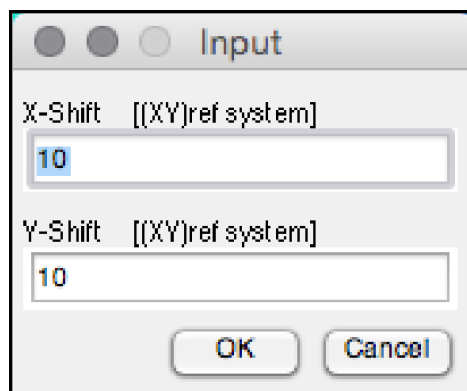 Input
X-Shift [(XY)ref system]
10
Y-Shift [(XY)ref system]
10
OK Cancel